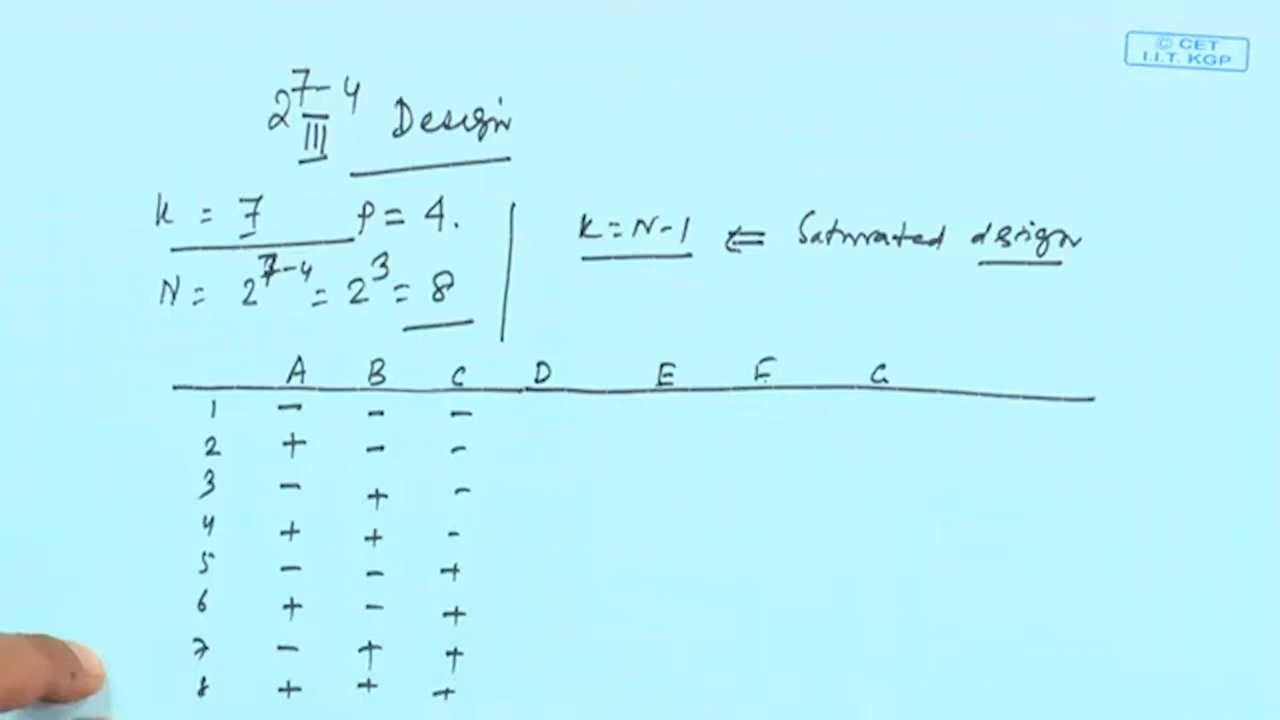 © CET
I.I.T. KGP
2^{7-4}_{III} Design
k = 7 p = 4.
K = N-1 ⇐ Saturated design
N = 2^{7-4} = 2^3 = 8
A B C D E F G
1 - - -
2 + - -
3 - + -
4 + + -
5 - - +
6 + - +
7 - + +
8 + + +